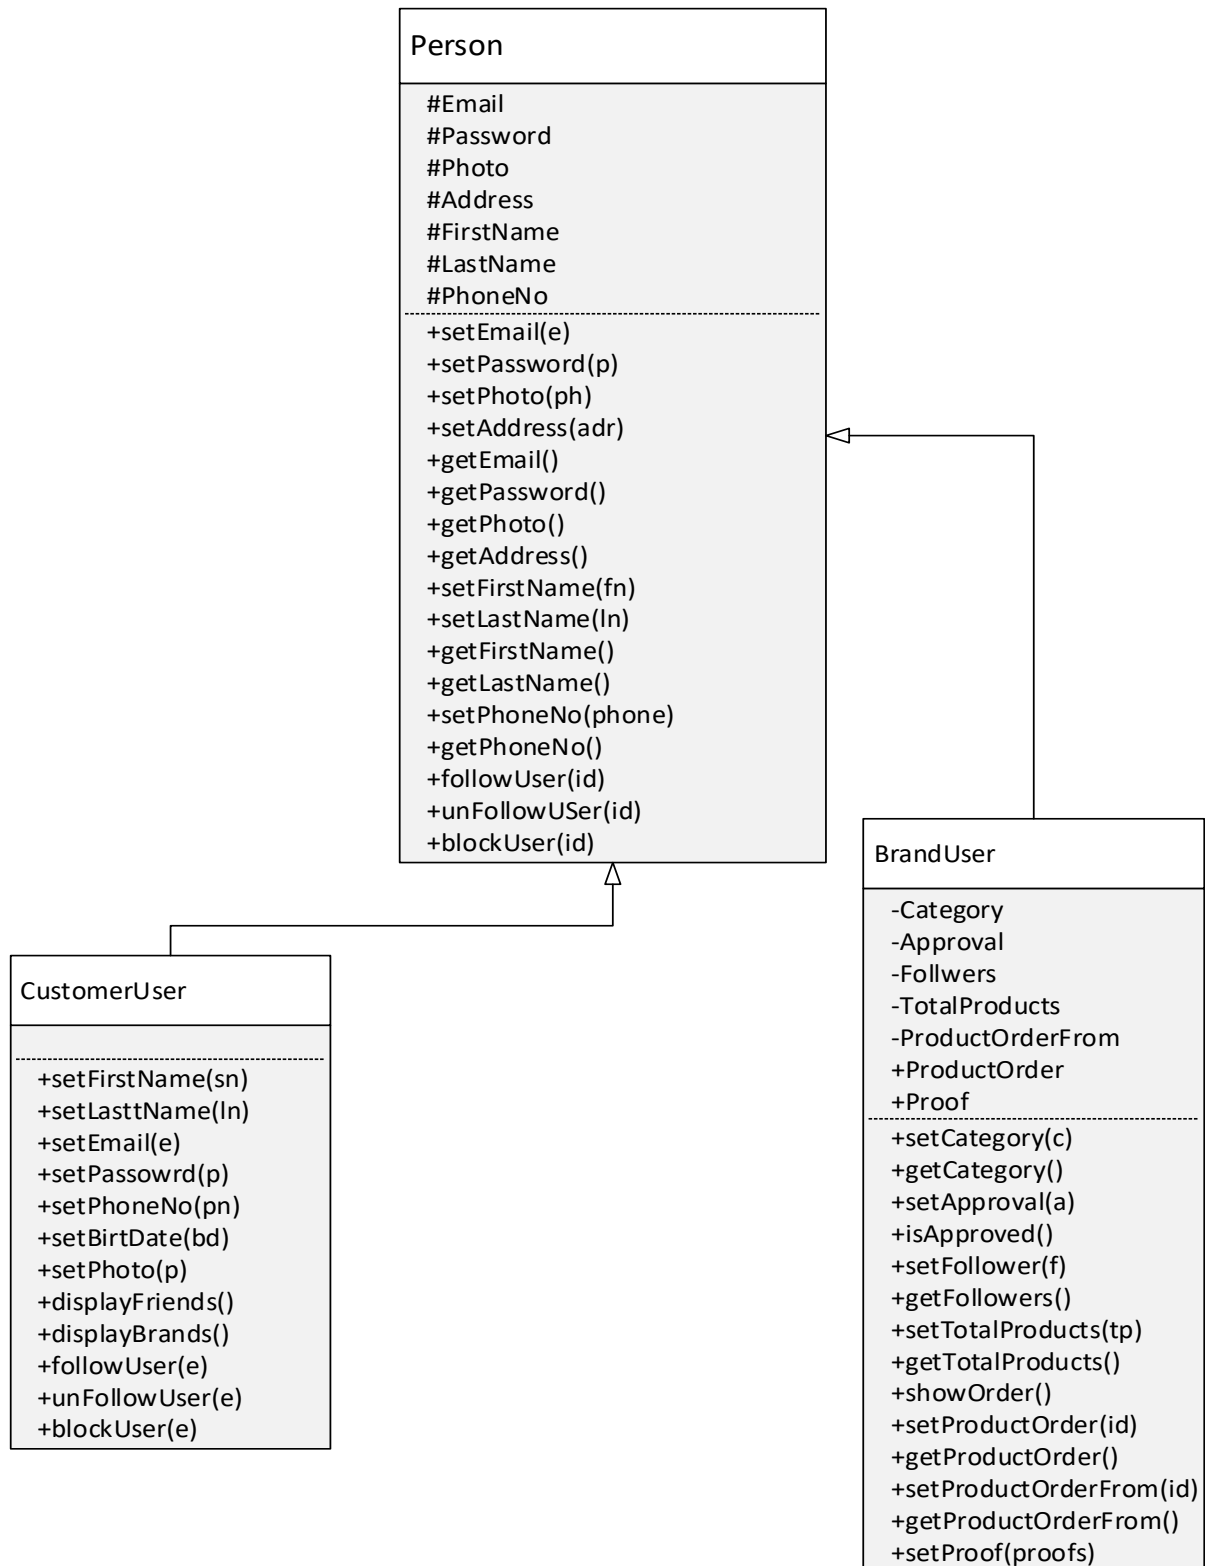 Person
#Email
#Password
#Photo
#Address
#FirstName
#LastName
#PhoneNo
+setEmail(e)
+setPassword(p)
+setPhoto(ph)
+setAddress(adr)
+getEmail()
+getPassword()
+getPhoto()
+getAddress()
+setFirstName(fn)
+setLastName(ln)
+getFirstName()
+getLastName()
+setPhoneNo(phone)
+getPhoneNo()
+followUser(id)
+unFollowUSer(id)
+blockUser(id)
CustomerUser
+setFirstName(sn)
+setLasttName(ln)
+setEmail(e)
+setPassowrd(p)
+setPhoneNo(pn)
+setBirtDate(bd)
+setPhoto(p)
+displayFriends()
+displayBrands()
+followUser(e)
+unFollowUser(e)
+blockUser(e)
BrandUser
-Category
-Approval
-Follwers
-TotalProducts
-ProductOrderFrom
+ProductOrder
+Proof
+setCategory(c)
+getCategory()
+setApproval(a)
+isApproved()
+setFollower(f)
+getFollowers()
+setTotalProducts(tp)
+getTotalProducts()
+showOrder()
+setProductOrder(id)
+getProductOrder()
+setProductOrderFrom(id)
+getProductOrderFrom()
+setProof(proofs)